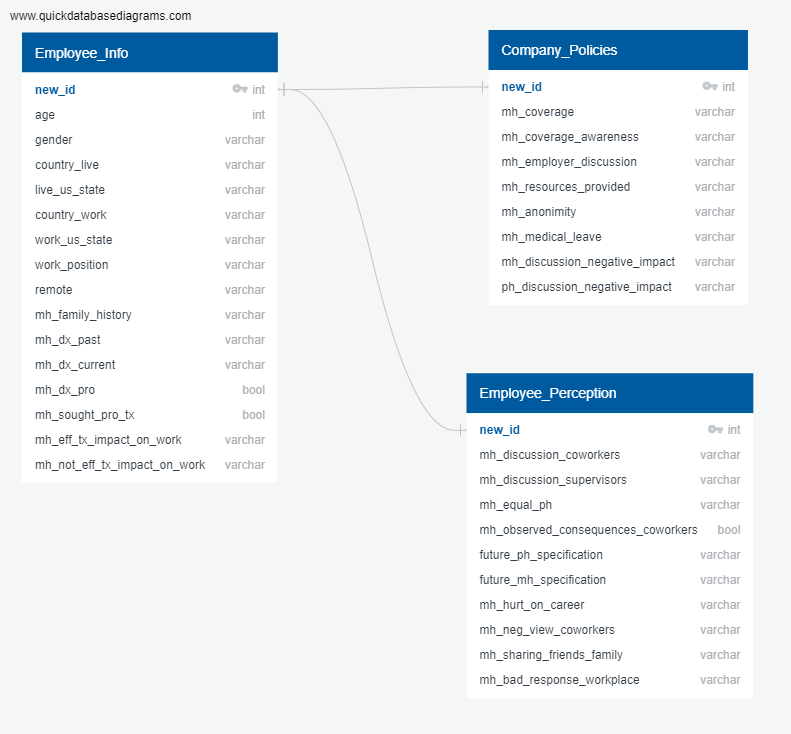 www.quickdatabasediagrams.com
Employee_Info
new_id int
age int
gender varchar
country_live varchar
live_us_state varchar
country_work varchar
work_us_state varchar
work_position varchar
remote varchar
mh_family_history varchar
mh_dx_past varchar
mh_dx_current varchar
mh_dx_pro bool
mh_sought_pro_tx bool
mh_eff_tx_impact_on_work varchar
mh_not_eff_tx_impact_on_work varchar
Company_Policies
new_id int
mh_coverage varchar
mh_coverage_awareness varchar
mh_employer_discussion varchar
mh_resources_provided varchar
mh_anonimity varchar
mh_medical_leave varchar
mh_discussion_negative_impact varchar
ph_discussion_negative_impact varchar
Employee_Perception
new_id int
mh_discussion_coworkers varchar
mh_discussion_supervisors varchar
mh_equal_ph varchar
mh_observed_consequences_coworkers bool
future_ph_specification varchar
future_mh_specification varchar
mh_hurt_on_career varchar
mh_neg_view_coworkers varchar
mh_sharing_friends_family varchar
mh_bad_response_workplace varchar